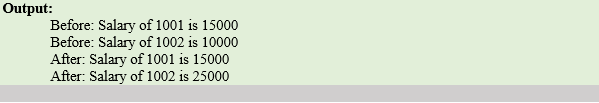 Output:
Before: Salary of 1001 is 15000
Before: Salary of 1002 is 10000
After: Salary of 1001 is 15000
After: Salary of 1002 is 25000